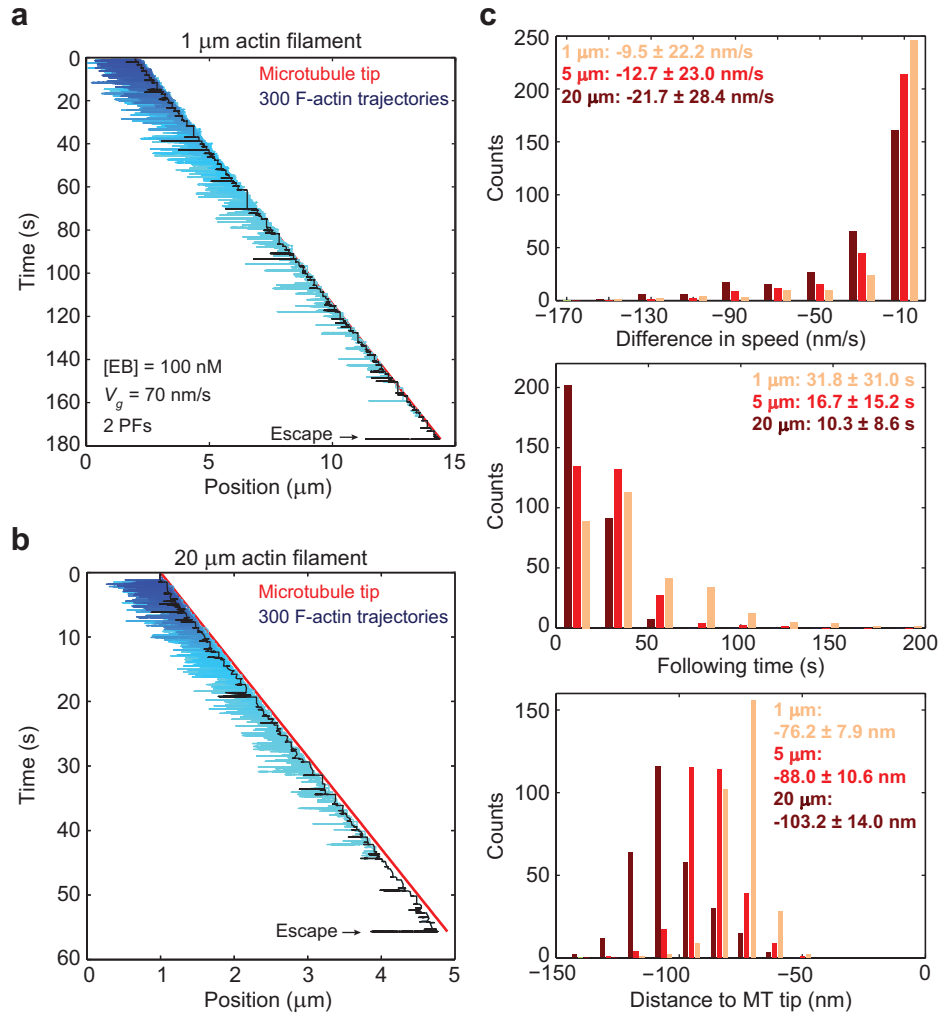 a
1 μm actin filament
Microtubule tip
300 F-actin trajectories
0
20
40
60
80
100
120
140
160
180
Time (s)
[EB] = 100 nM
Vg = 70 nm/s
2 PFs
Escape →
0 5 10 15
Position (μm)
b
20 μm actin filament
Microtubule tip
300 F-actin trajectories
0
10
20
30
40
50
60
Time (s)
Escape →
0 1 2 3 4 5
Position (μm)
c
1 μm: -9.5 ± 22.2 nm/s
5 μm: -12.7 ± 23.0 nm/s
20 μm: -21.7 ± 28.4 nm/s
250
200
150
100
50
0
Counts
−170 −130 −90 −50 −10
Difference in speed (nm/s)
1 μm: 31.8 ± 31.0 s
5 μm: 16.7 ± 15.2 s
20 μm: 10.3 ± 8.6 s
200
150
100
50
0
Counts
0 50 100 150 200
Following time (s)
1 μm:
-76.2 ± 7.9 nm
5 μm:
-88.0 ± 10.6 nm
20 μm:
-103.2 ± 14.0 nm
150
100
50
0
Counts
−150 −100 −50 0
Distance to MT tip (nm)